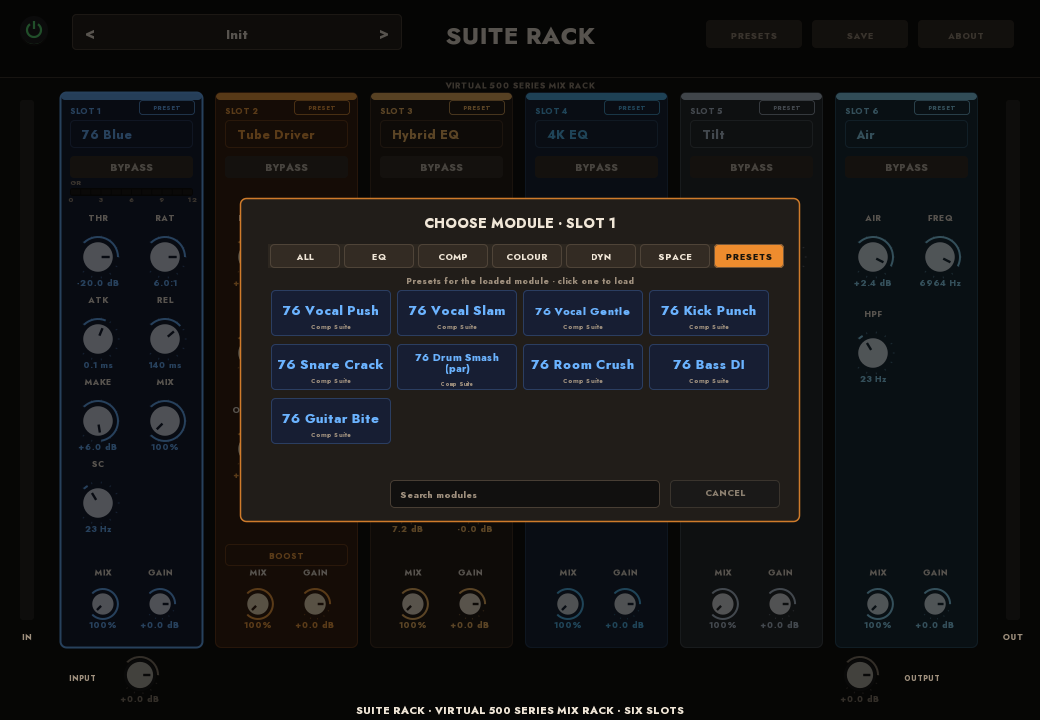 < Init >
SUITE RACK
PRESETS
SAVE
ABOUT
VIRTUAL 500 SERIES MIX RACK
SLOT 1 PRESET
SLOT 2 PRESET
SLOT 3 PRESET
SLOT 4 PRESET
SLOT 5 PRESET
SLOT 6 PRESET
76 Blue
Tube Driver
Hybrid EQ
4K EQ
Tilt
Air
BYPASS
BYPASS
BYPASS
BYPASS
BYPASS
BYPASS
GR
0 3 6 9 12
THR RAT
-20.0 dB 6.0:1
ATK REL
0.1 ms 140 ms
MAKE MIX
+6.0 dB 100%
SC
23 Hz
AIR FREQ
+2.4 dB 6964 Hz
HPF
23 Hz
CHOOSE MODULE · SLOT 1
ALL
EQ
COMP
COLOUR
DYN
SPACE
PRESETS
Presets for the loaded module · click one to load
76 Vocal Push
Comp Suite
76 Vocal Slam
Comp Suite
76 Vocal Gentle
Comp Suite
76 Kick Punch
Comp Suite
76 Snare Crack
Comp Suite
76 Drum Smash
(par)
Comp Suite
76 Room Crush
Comp Suite
76 Bass DI
Comp Suite
76 Guitar Bite
Comp Suite
Search modules
CANCEL
7.2 dB -0.0 dB
BOOST
MIX GAIN
100% +0.0 dB
MIX GAIN
100% +0.0 dB
MIX GAIN
100% +0.0 dB
MIX GAIN
100% +0.0 dB
MIX GAIN
100% +0.0 dB
MIX GAIN
100% +0.0 dB
IN
OUT
INPUT
+0.0 dB
OUTPUT
+0.0 dB
SUITE RACK · VIRTUAL 500 SERIES MIX RACK · SIX SLOTS